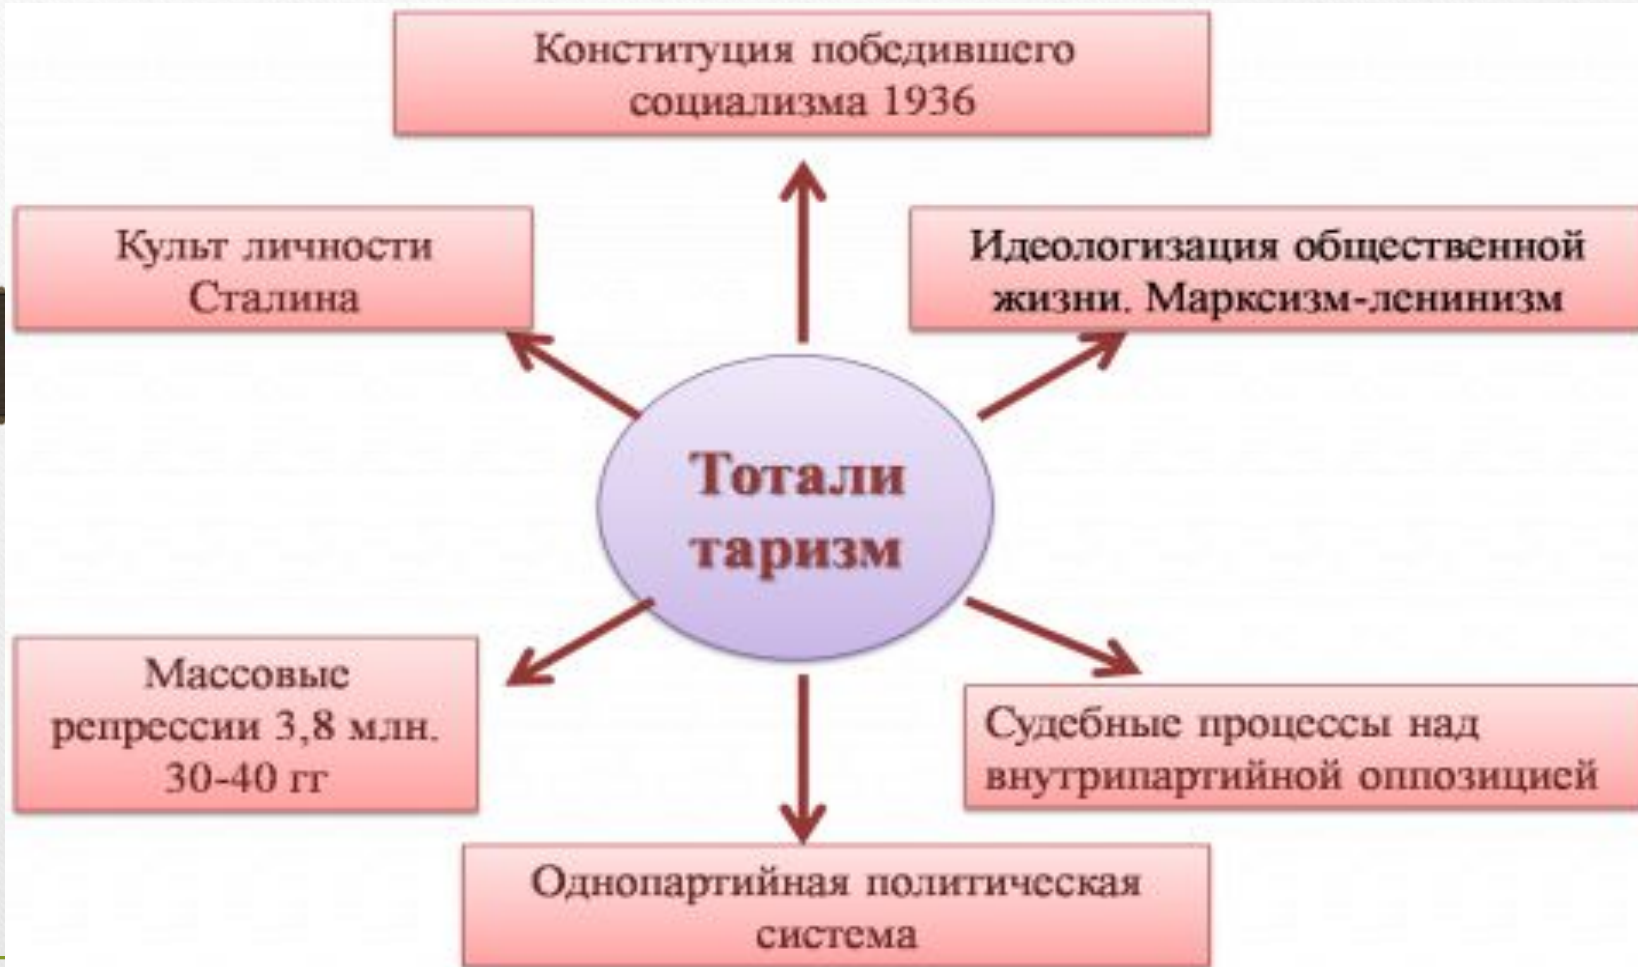 Конституция победившего
социализма 1936
Культ личности
Сталина
Идеологизация общественной
жизни. Марксизм-ленинизм
Тотали
таризм
Массовые
репрессии 3,8 млн.
30-40 гг
Судебные процессы над
внутрипартийной оппозицией
Однопартийная политическая
система